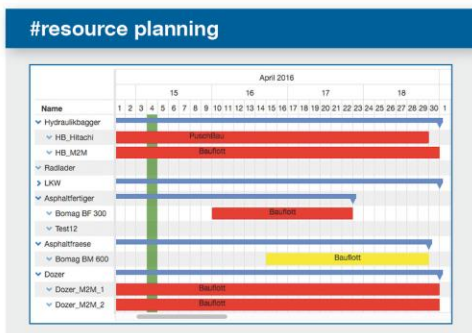 #resource planning
April 2016
15 16 17 18
Name 1 2 3 4 5 6 7 8 9 10 11 12 13 14 15 16 17 18 19 20 21 22 23 24 25 26 27 28 29 30 1
Hydraulikbagger
HB_Hitachi PuschBau
HB_M2M Bauflott
Radlader
LKW
Asphaltfertiger
Bomag BF 300 Bauflott
Test12
Asphaltfraese
Bomag BM 600 Bauflott
Dozer
Dozer_M2M_1 Bauflott
Dozer_M2M_2 Bauflott